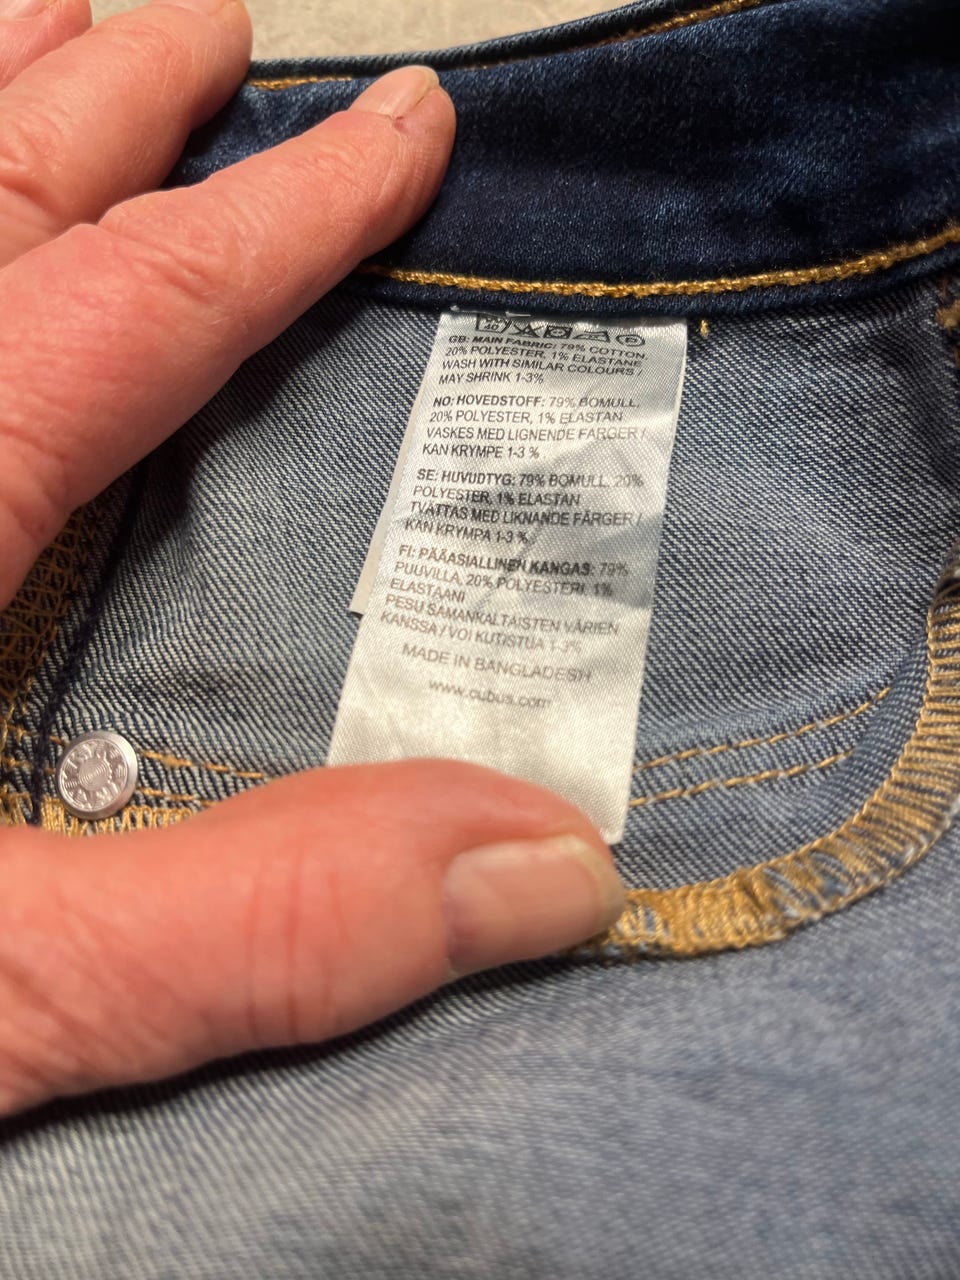 40
GB: MAIN FABRIC: 79% COTTON,
20% POLYESTER, 1% ELASTANE
WASH WITH SIMILAR COLOURS /
MAY SHRINK 1-3%
NO: HOVEDSTOFF: 79% BOMULL,
20% POLYESTER, 1% ELASTAN
VASKES MED LIGNENDE FARGER /
KAN KRYMPE 1-3 %
SE: HUVUDTYG: 79% BOMULL, 20%
POLYESTER, 1% ELASTAN
TVÄTTAS MED LIKNANDE FÄRGER /
KAN KRYMPA 1-3 %
FI: PÄÄASIALLINEN KANGAS: 79%
PUUVILLA, 20% POLYESTERI, 1%
ELASTAANI
PESU SAMANKALTAISTEN VÄRIEN
KANSSA / VOI KUTISTUA 1-3%
MADE IN BANGLADESH
www.cubus.com